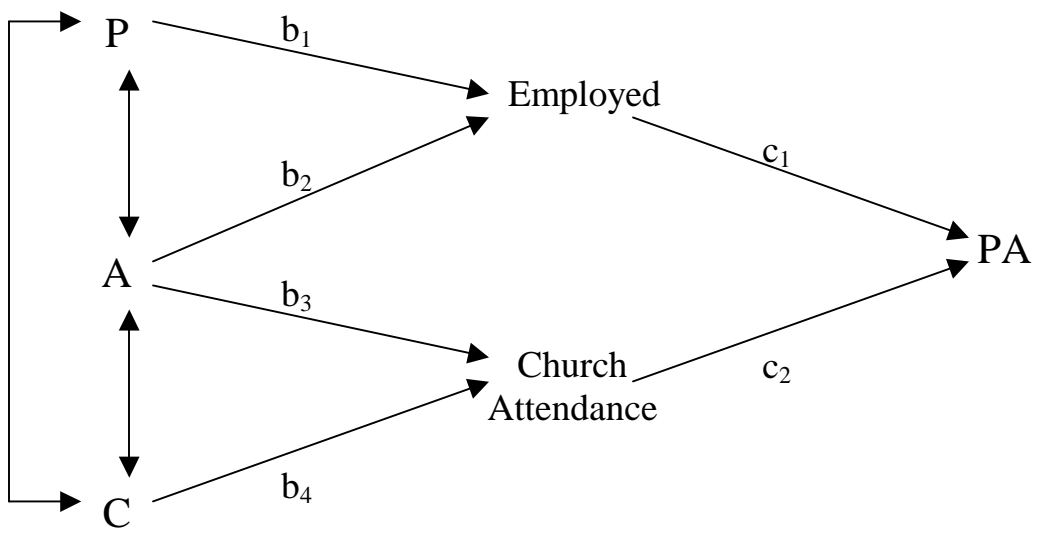 P
b₁
Employed
c₁
b₂
PA
A
b₃
Church
Attendance
c₂
b₄
C